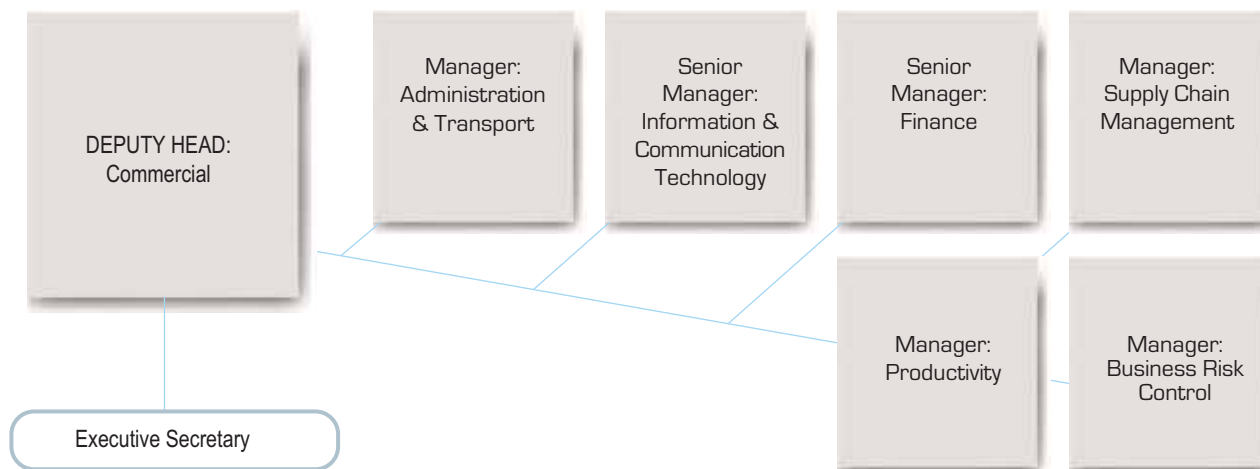 DEPUTY HEAD:
Commercial
Manager:
Administration
& Transport
Senior
Manager:
Information &
Communication
Technology
Senior
Manager:
Finance
Manager:
Supply Chain
Management
Manager:
Productivity
Manager:
Business Risk
Control
Executive Secretary